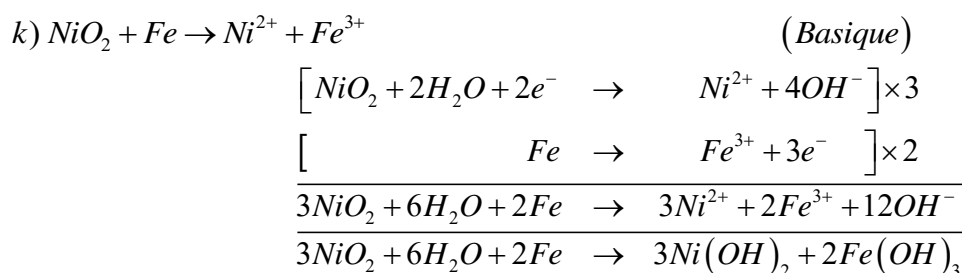 k) NiO₂ + Fe → Ni²⁺ + Fe³⁺ (Basique)
[NiO₂ + 2H₂O + 2e⁻ → Ni²⁺ + 4OH⁻] × 3
[ Fe → Fe³⁺ + 3e⁻ ] × 2
3NiO₂ + 6H₂O + 2Fe → 3Ni²⁺ + 2Fe³⁺ + 12OH⁻
3NiO₂ + 6H₂O + 2Fe → 3Ni(OH)₂ + 2Fe(OH)₃